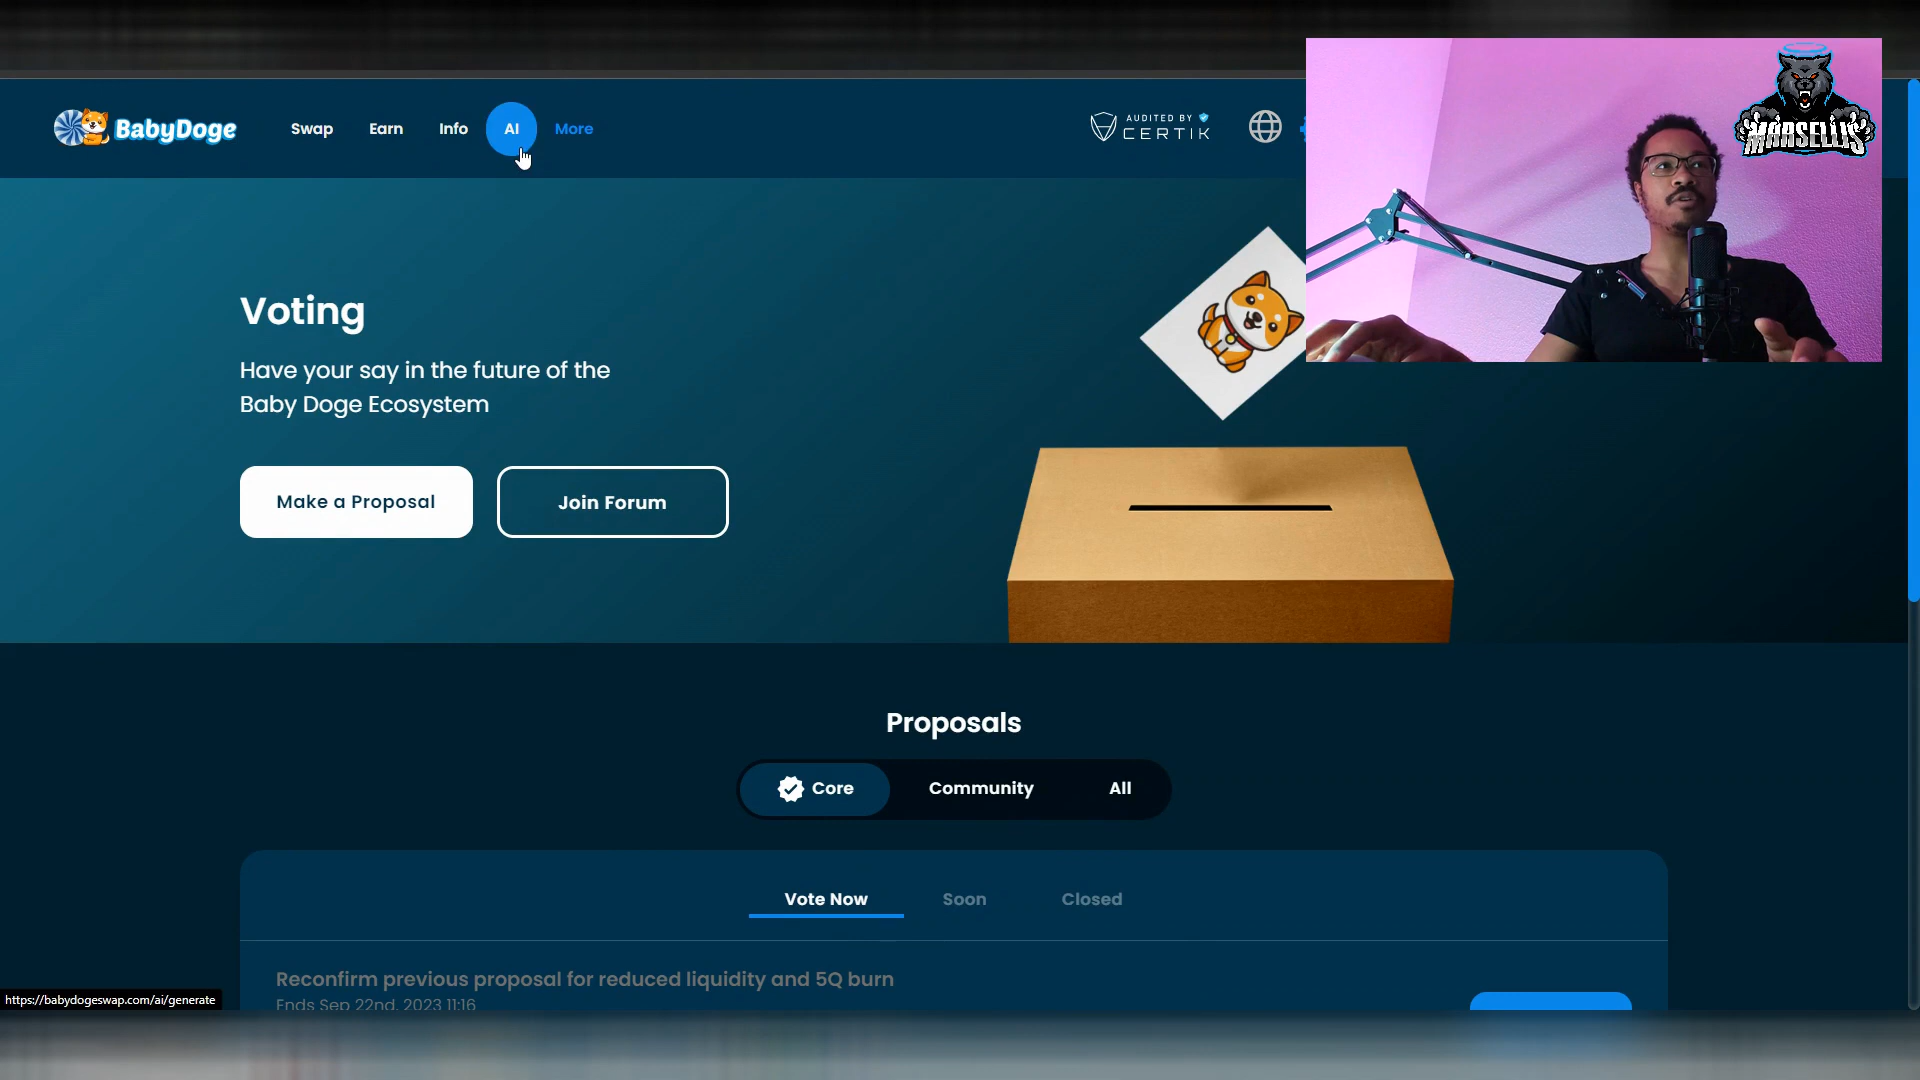 BabyDoge
Swap
Earn
Info
AI
More
AUDITED BY
CERTIK
MARSELLIS
Voting
Have your say in the future of the
Baby Doge Ecosystem
Make a Proposal
Join Forum
Proposals
Core
Community
All
Vote Now
Soon
Closed
Reconfirm previous proposal for reduced liquidity and 5Q burn
Ends Sep 22nd, 2023 11:16
https://babydogeswap.com/ai/generate